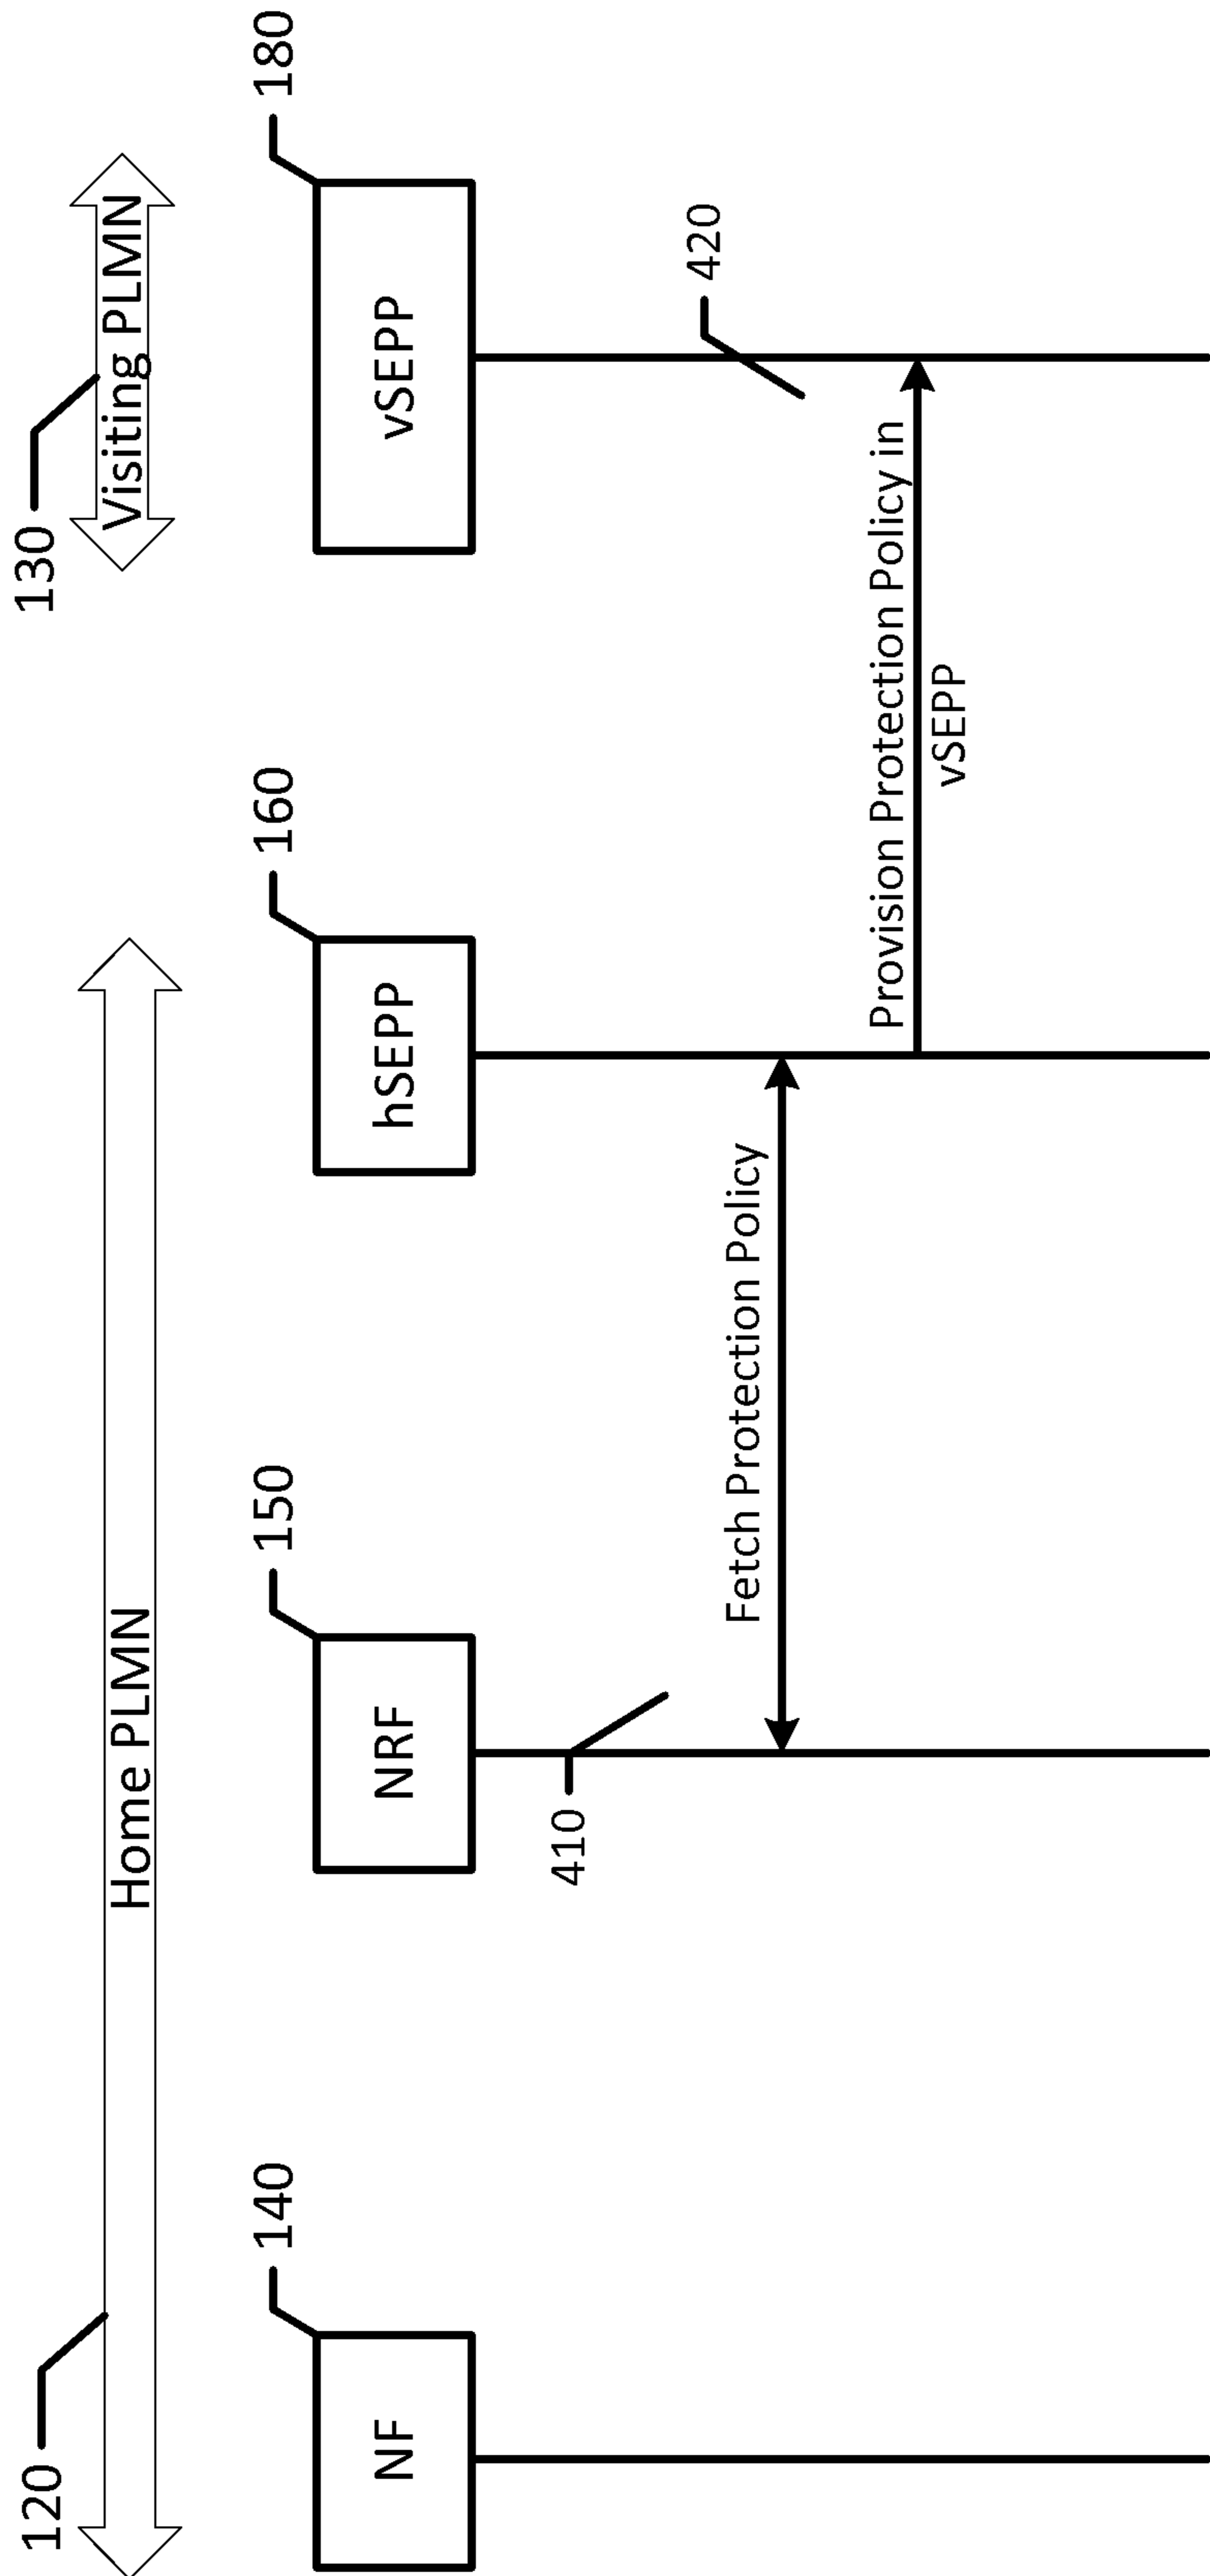 120
Home PLMN
130
Visiting PLMN
140
150
160
180
NF
NRF
hSEPP
vSEPP
410
420
Fetch Protection Policy
Provision Protection Policy in
vSEPP